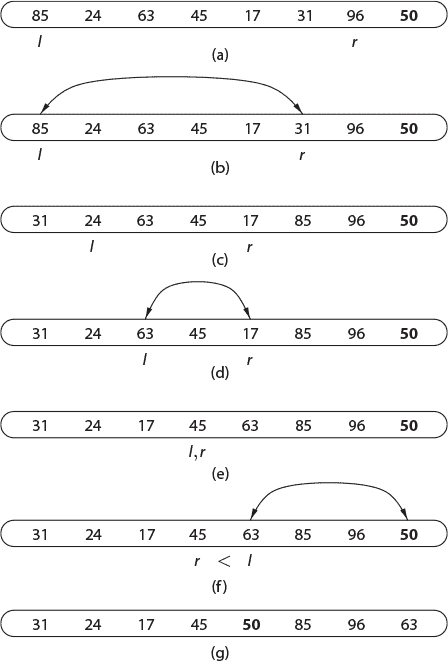 85 24 63 45 17 31 96 50
l r
(a)
85 24 63 45 17 31 96 50
l r
(b)
31 24 63 45 17 85 96 50
l r
(c)
31 24 63 45 17 85 96 50
l r
(d)
31 24 17 45 63 85 96 50
l,r
(e)
31 24 17 45 63 85 96 50
r < l
(f)
31 24 17 45 50 85 96 63
(g)